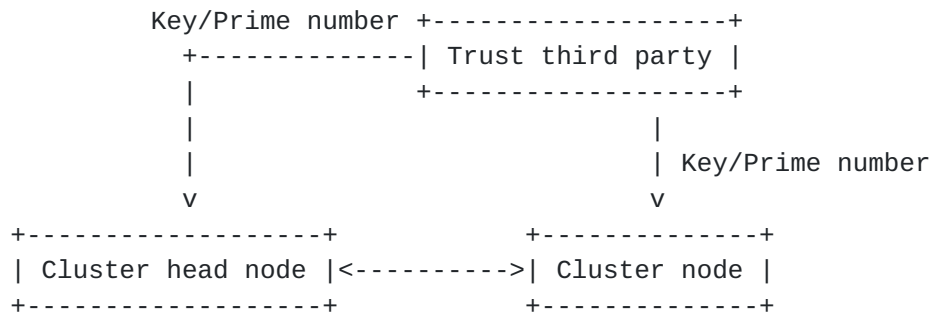 Key/Prime number
Trust third party
Key/Prime number
Cluster head node
Cluster node